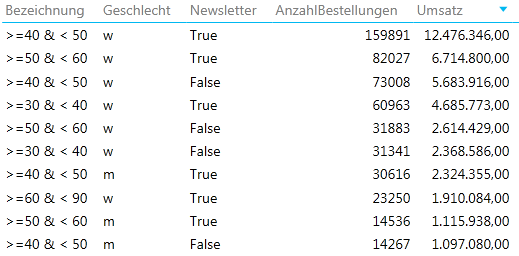 Bezeichnung Geschlecht Newsletter AnzahlBestellungen Umsatz
>=40 & < 50 w True 159891 12.476.346,00
>=50 & < 60 w True 82027 6.714.800,00
>=40 & < 50 w False 73008 5.683.916,00
>=30 & < 40 w True 60963 4.685.773,00
>=50 & < 60 w False 31883 2.614.429,00
>=30 & < 40 w False 31341 2.368.586,00
>=40 & < 50 m True 30616 2.324.355,00
>=60 & < 90 w True 23250 1.910.084,00
>=50 & < 60 m True 14536 1.115.938,00
>=40 & < 50 m False 14267 1.097.080,00